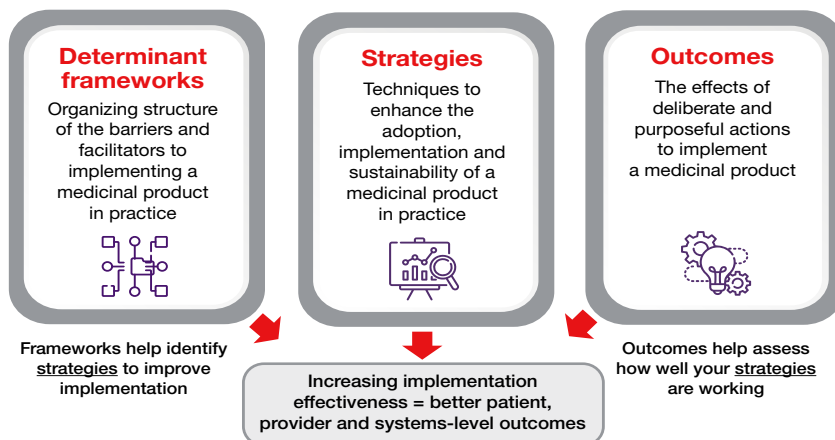 Determinant
frameworks
Organizing structure
of the barriers and
facilitators to
implementing a
medicinal product
in practice
Strategies
Techniques to
enhance the
adoption,
implementation and
sustainability of a
medicinal product
in practice
Outcomes
The effects of
deliberate and
purposeful actions
to implement
a medicinal product
Frameworks help identify
strategies to improve
implementation
Increasing implementation
effectiveness = better patient,
provider and systems-level outcomes
Outcomes help assess
how well your strategies
are working